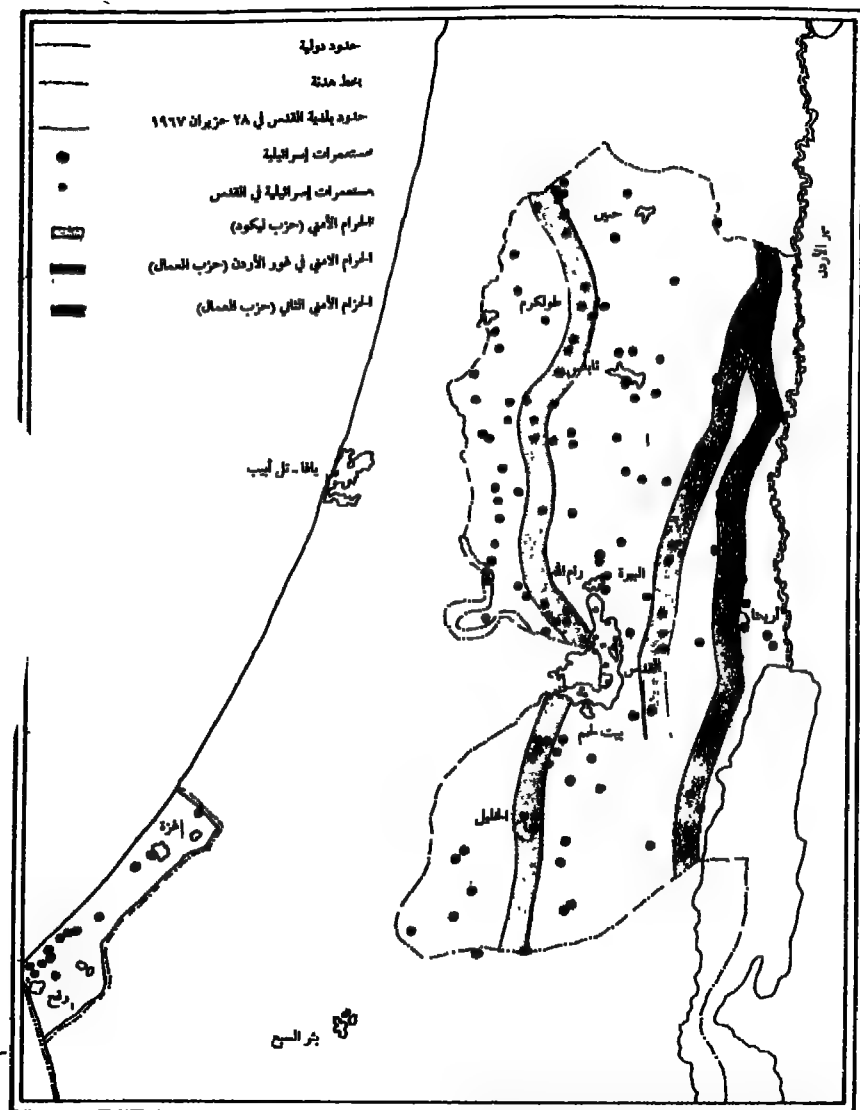 حدود دولية
خط هدنة
حدود بلدية القدس في ٢٨ حزيران ١٩٦٧
مستعمرات إسرائيلية
مستعمرات إسرائيلية في القدس
الحزام الأمني (حزب ليكود)
الحزام الامني في غور الأردن (حزب العمال)
الحزام الأمني الثاني (حزب العمال)
جنين
نهر الأردن
طولكرم
نابلس
يافا - تل أبيب
البيرة
رام الله
أريحا
القدس
بيت لحم
الخليل
غزة
رفح
بئر السبع